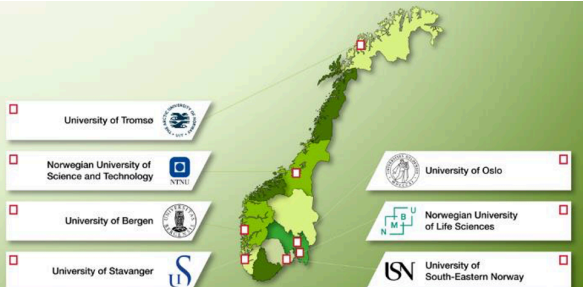 University of Tromsø
Norwegian University of
Science and Technology
NTNU
University of Bergen
University of Stavanger
US
University of Oslo
N M B U
Norwegian University
of Life Sciences
USN
University of
South-Eastern Norway